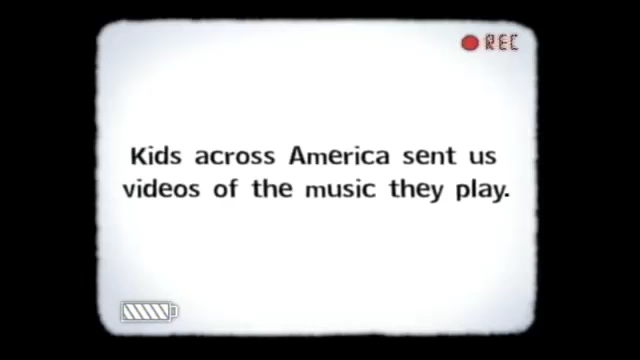 REC
Kids across America sent us
videos of the music they play.